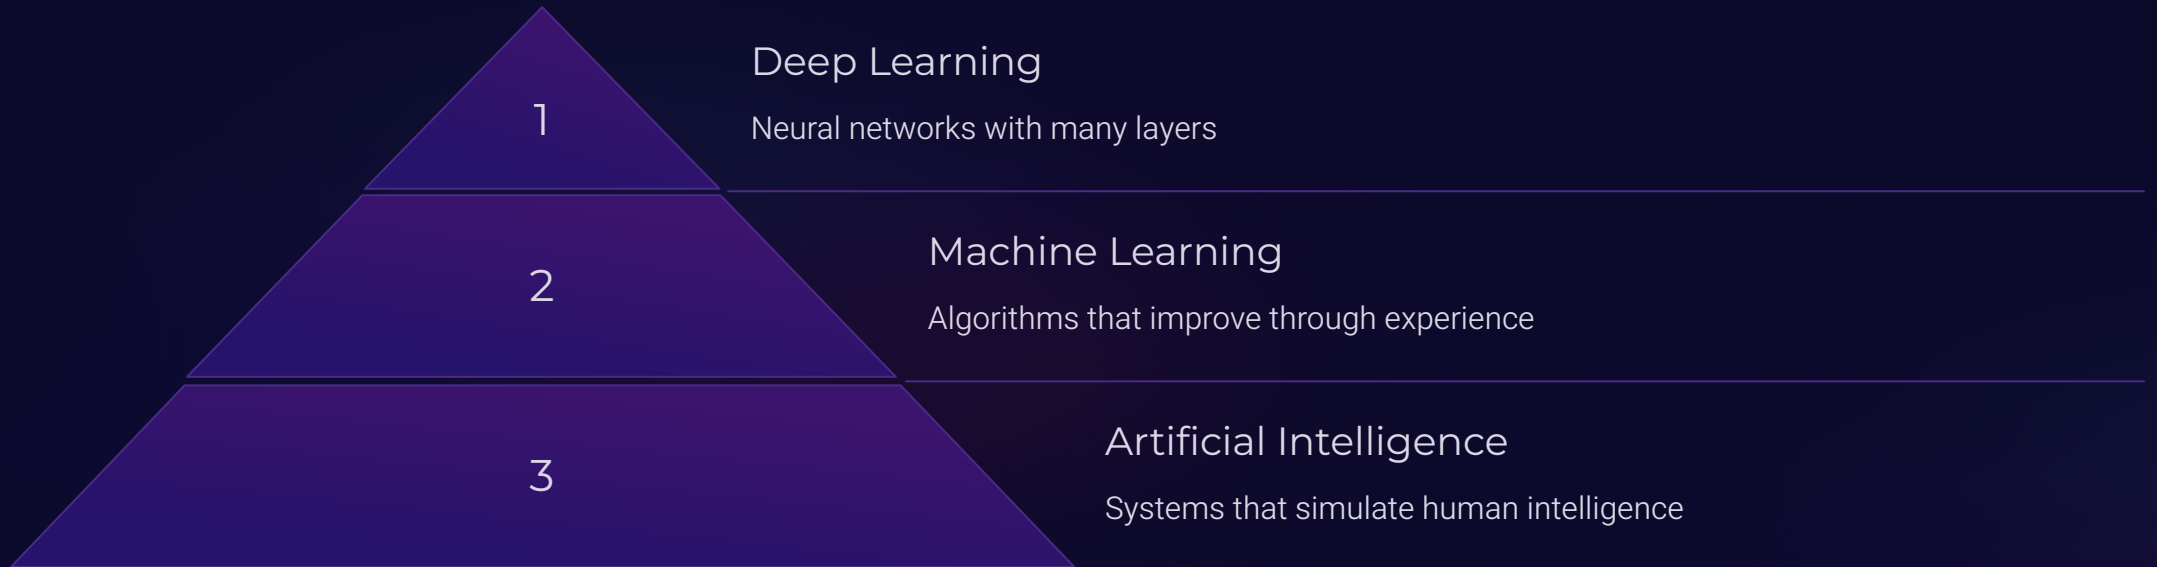 1
Deep Learning
Neural networks with many layers
2
Machine Learning
Algorithms that improve through experience
3
Artificial Intelligence
Systems that simulate human intelligence